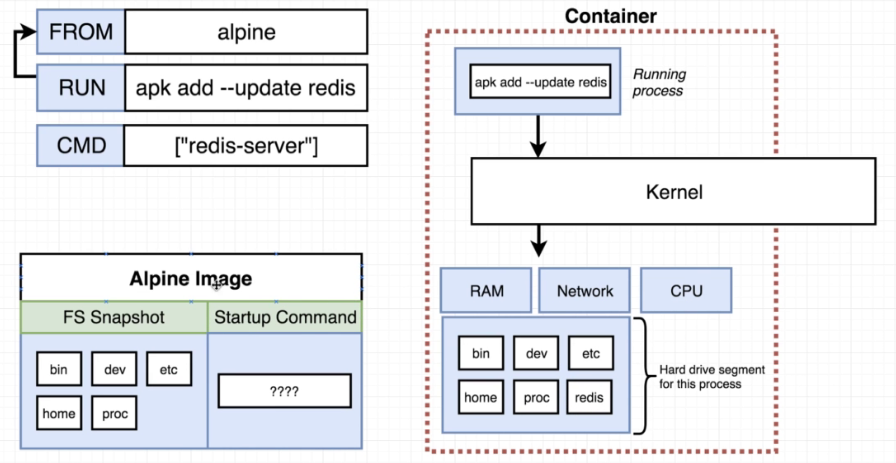 FROM alpine
RUN apk add --update redis
CMD ["redis-server"]
Alpine Image
FS Snapshot Startup Command
bin dev etc
home proc
????
Container
apk add --update redis
Running
process
Kernel
RAM Network CPU
bin dev etc
home proc redis
Hard drive segment
for this process